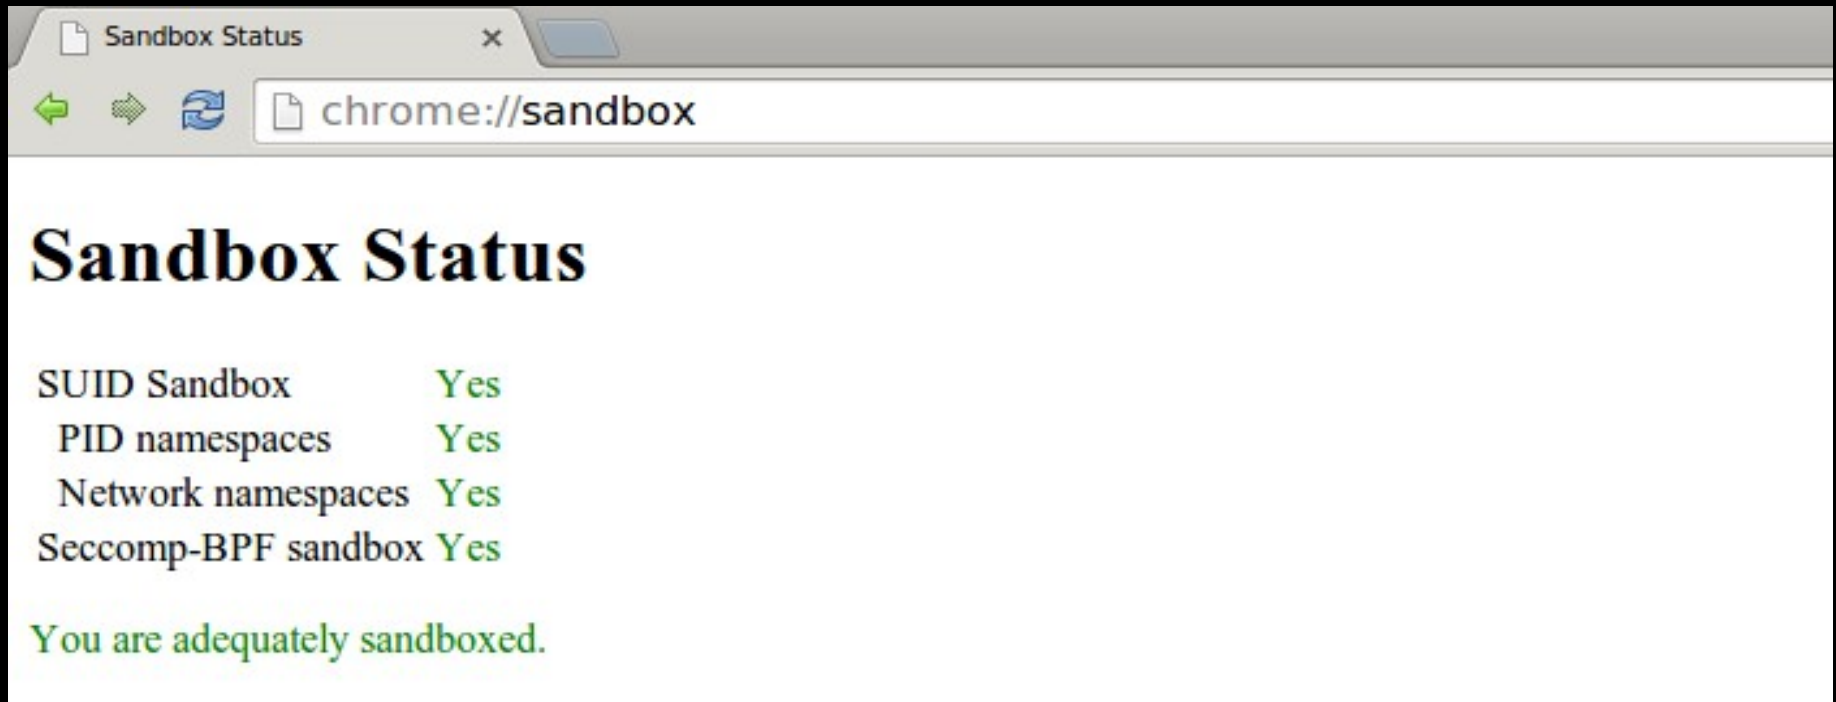 Sandbox Status
chrome://sandbox
Sandbox Status
SUID Sandbox Yes
PID namespaces Yes
Network namespaces Yes
Seccomp-BPF sandbox Yes
You are adequately sandboxed.